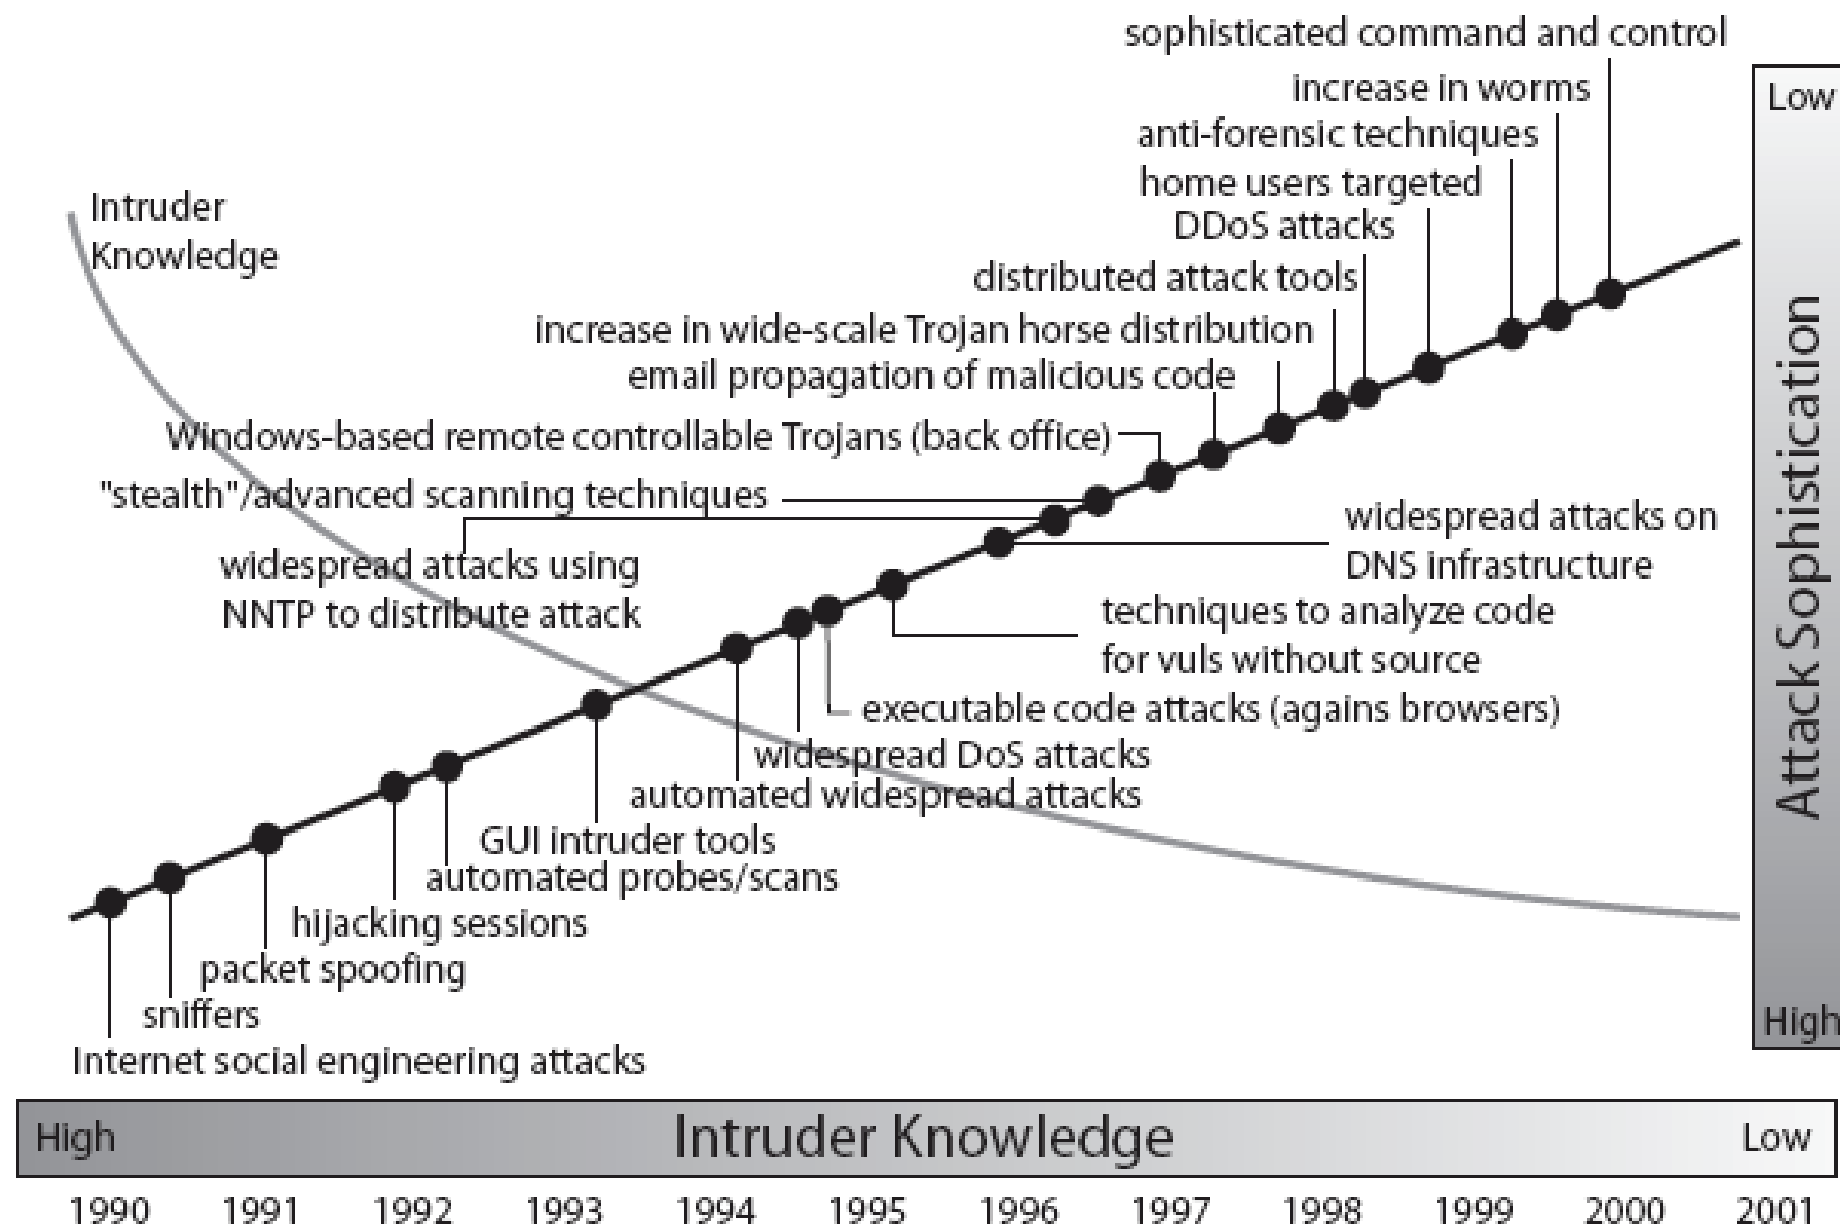 sophisticated command and control
increase in worms
Low
anti-forensic techniques
home users targeted
Intruder
Knowledge
DDoS attacks
distributed attack tools
increase in wide-scale Trojan horse distribution
email propagation of malicious code
Windows-based remote controllable Trojans (back office)
"stealth"/advanced scanning techniques
widespread attacks on
DNS infrastructure
widespread attacks using
NNTP to distribute attack
techniques to analyze code
for vuls without source
executable code attacks (agains browsers)
widespread DoS attacks
automated widespread attacks
GUI intruder tools
automated probes/scans
hijacking sessions
packet spoofing
sniffers
Internet social engineering attacks
Attack Sophistication
High
High Intruder Knowledge Low
1990 1991 1992 1993 1994 1995 1996 1997 1998 1999 2000 2001